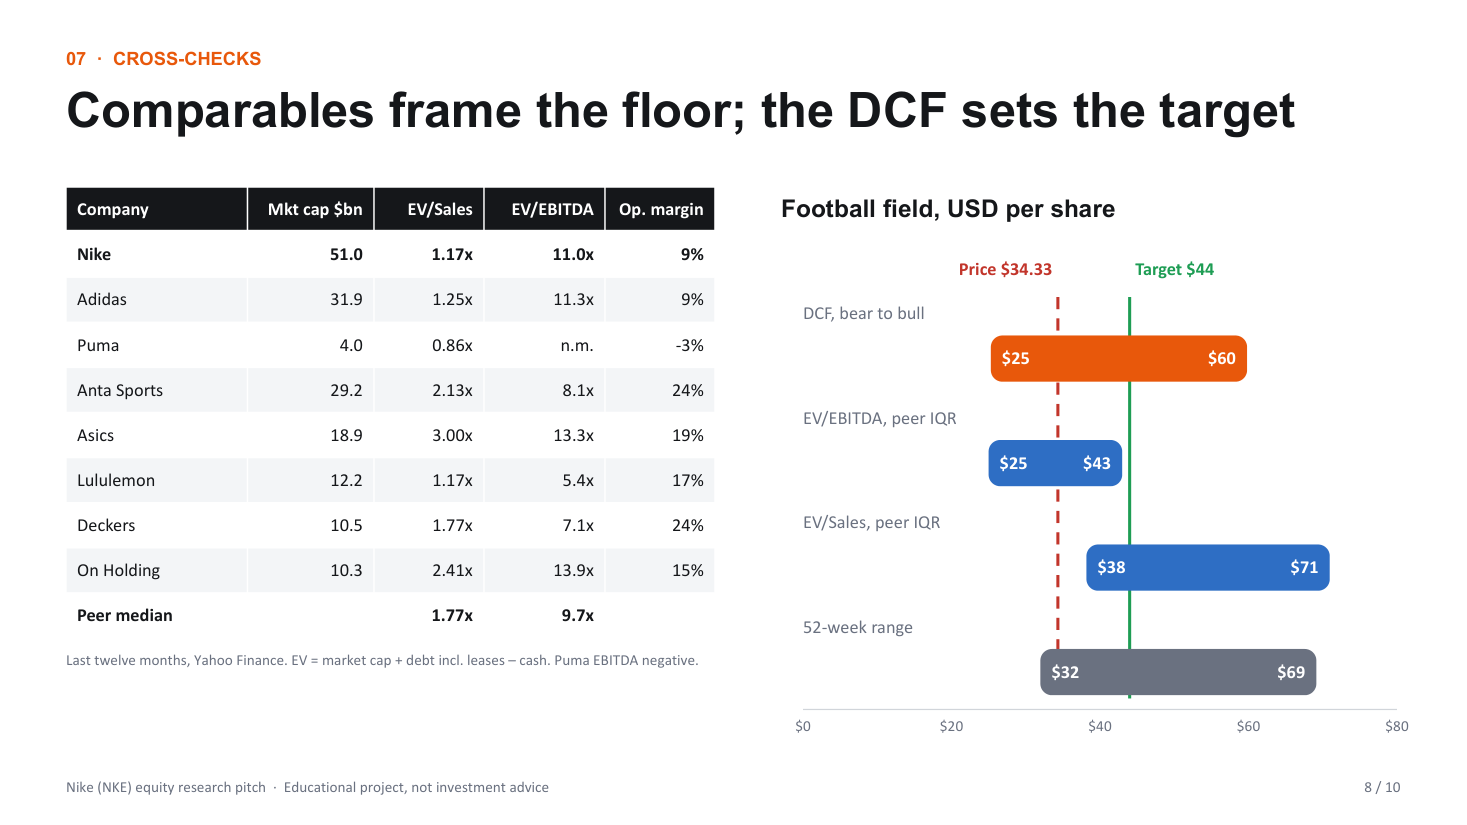 07 · CROSS-CHECKS
Comparables frame the floor; the DCF sets the target
Company Mkt cap $bn EV/Sales EV/EBITDA Op. margin
Nike 51.0 1.17x 11.0x 9%
Adidas 31.9 1.25x 11.3x 9%
Puma 4.0 0.86x n.m. -3%
Anta Sports 29.2 2.13x 8.1x 24%
Asics 18.9 3.00x 13.3x 19%
Lululemon 12.2 1.17x 5.4x 17%
Deckers 10.5 1.77x 7.1x 24%
On Holding 10.3 2.41x 13.9x 15%
Peer median 1.77x 9.7x
Last twelve months, Yahoo Finance. EV = market cap + debt incl. leases – cash. Puma EBITDA negative.
Football field, USD per share
Price $34.33 Target $44
DCF, bear to bull
$25 $60
EV/EBITDA, peer IQR
$25 $43
EV/Sales, peer IQR
$38 $71
52-week range
$32 $69
$0 $20 $40 $60 $80
Nike (NKE) equity research pitch · Educational project, not investment advice
8 / 10